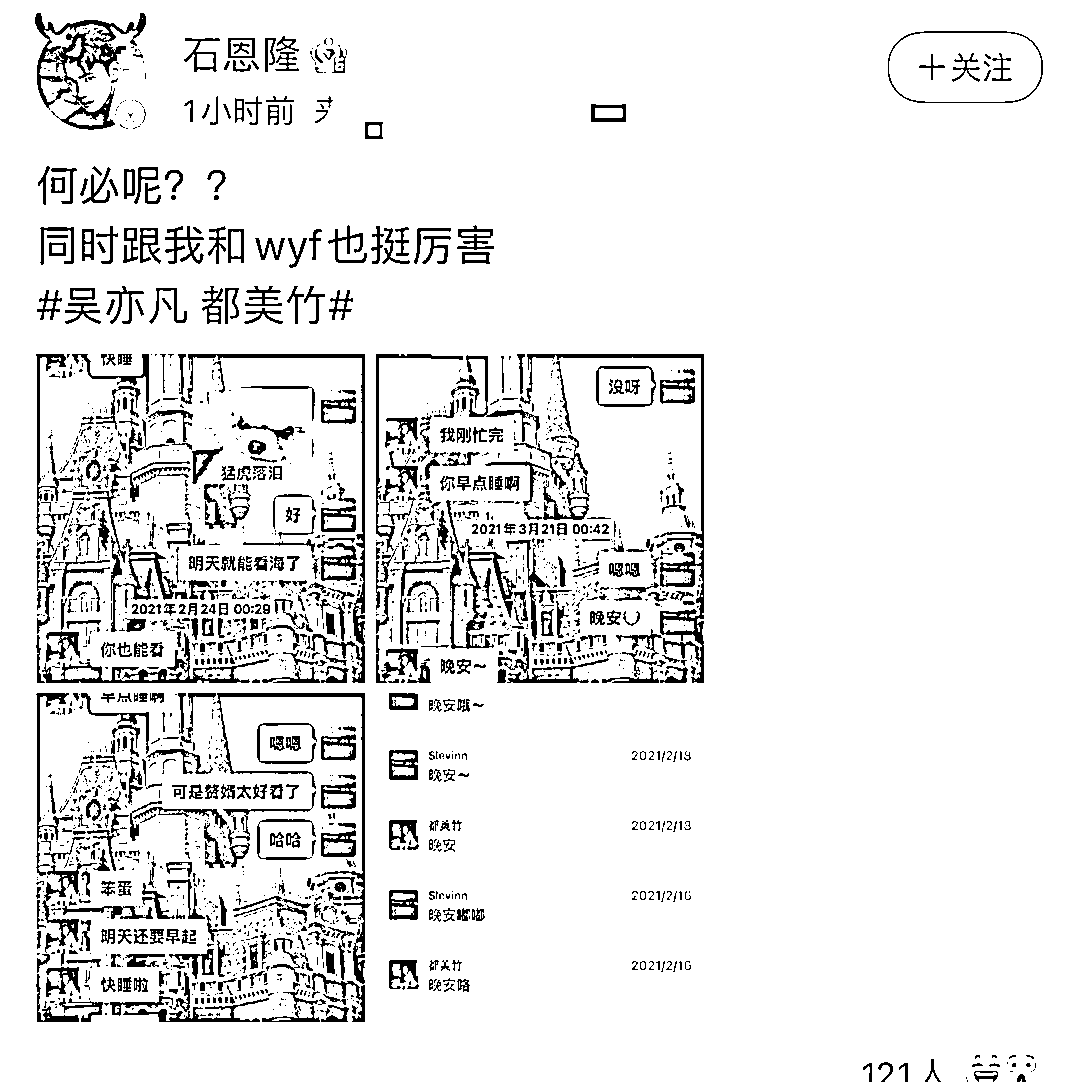 石恩隆
1小时前
+关注
何必呢？？
同时跟我和wyf也挺厉害
#吴亦凡 都美竹#
快睡
猛虎落泪
好
明天就能看海了
2021年2月24日 00:29
你也能看
没呀
我刚忙完
你早点睡啊
2021年3月21日 00:42
嗯嗯
晚安
晚安～
早点睡啊
嗯嗯
可是赘婿太好看了
哈哈
笨蛋
明天还要早起
快睡啦
晚安哦～
Stevinn 2021/2/18
晚安～
都美竹 2021/2/18
晚安
Stevinn 2021/2/16
晚安嘟嘟
都美竹 2021/2/16
晚安咯
121人